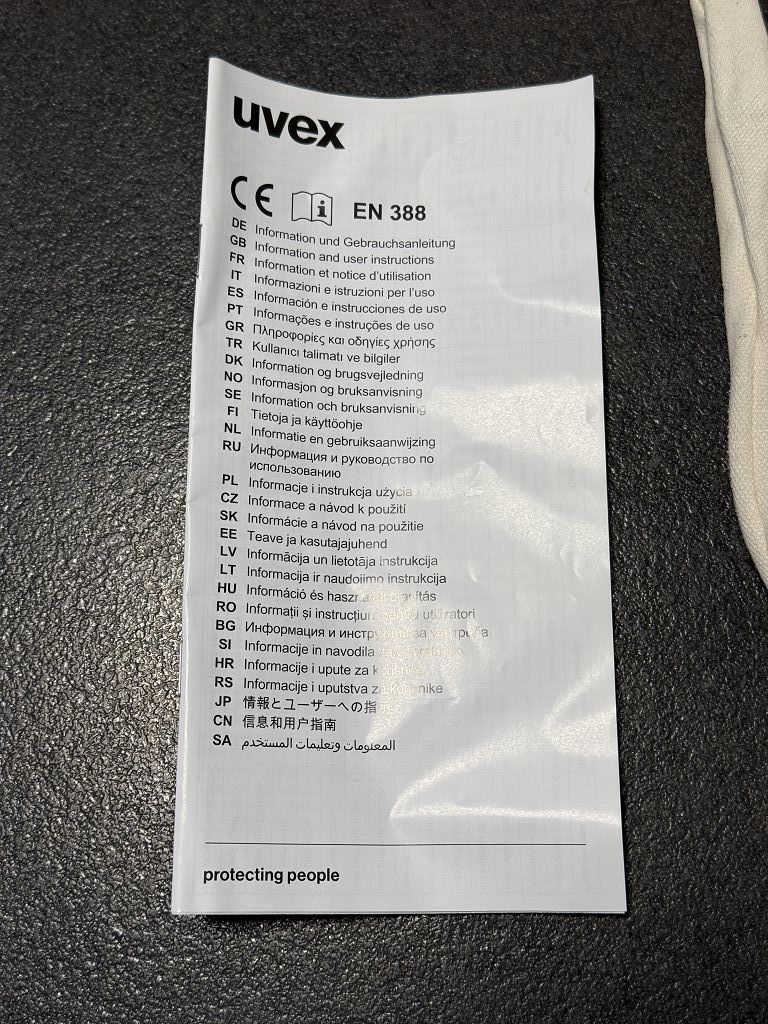 uvex
CE i EN 388
DE Information und Gebrauchsanleitung
GB Information and user instructions
FR Information et notice d'utilisation
IT Informazioni e istruzioni per l'uso
ES Información e instrucciones de uso
PT Informações e instruções de uso
GR Πληροφορίες και οδηγίες χρήσης
TR Kullanıcı talimatı ve bilgiler
DK Information og brugsvejledning
NO Informasjon og bruksanvisning
SE Information och bruksanvisning
FI Tietoja ja käyttöohje
NL Informatie en gebruiksaanwijzing
RU Информация и руководство по
использованию
PL Informacje i instrukcja użycia
CZ Informace a návod k použití
SK Informácie a návod na použitie
EE Teave ja kasutajajuhend
LV Informācija un lietotāja instrukcija
LT Informacija ir naudojimo instrukcija
HU Információ és
RO Informații și instrucțiuni pentru utilizatori
BG Информация и инструкции за
SI Informacije in navodila
HR Informacije i upute za
RS Informacije i uputstva za korisnike
JP 情報とユーザーへの指
CN 信息和用户指南
SA المعلومات وتعليمات المستخدم
protecting people